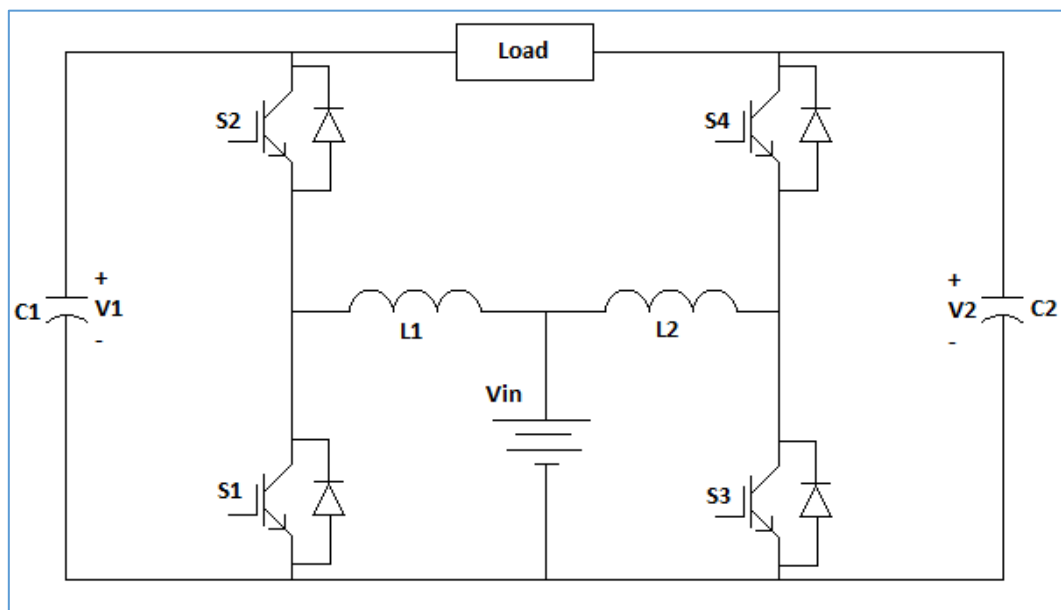 Load
S2
S4
+
+
C1
V1
V2
C2
-
-
L1
L2
Vin
S1
S3